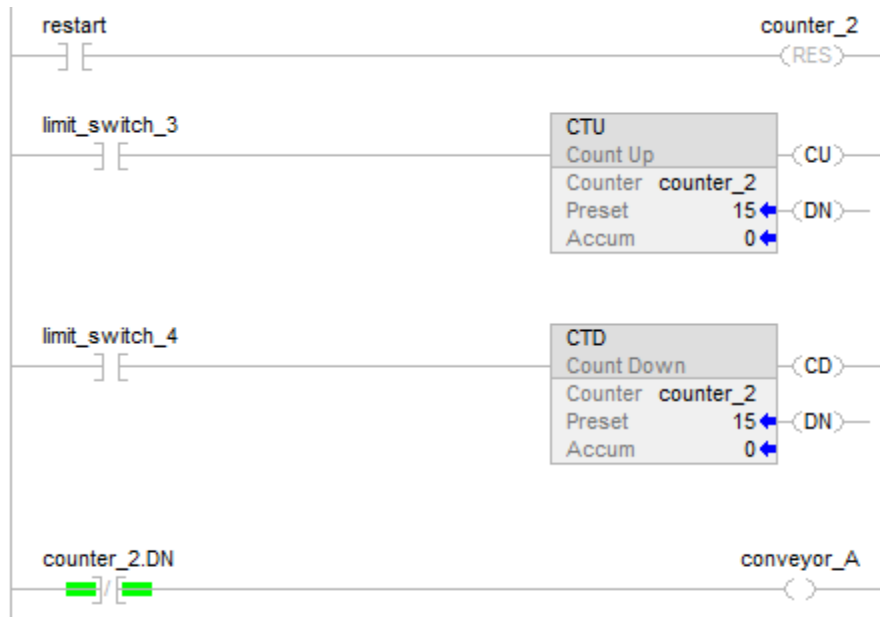 restart counter_2
RES
limit_switch_3
CTU
Count Up CU
Counter counter_2
Preset 15 DN
Accum 0
limit_switch_4
CTD
Count Down CD
Counter counter_2
Preset 15 DN
Accum 0
counter_2.DN conveyor_A